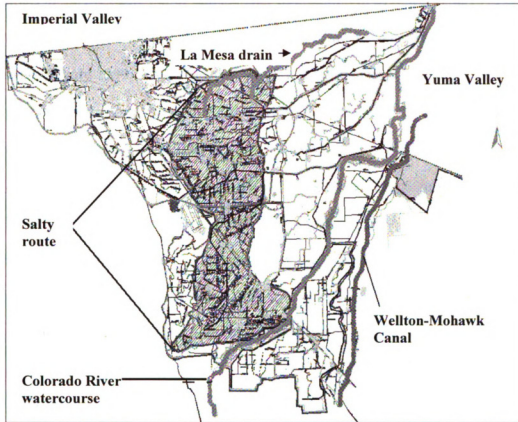 Imperial Valley
La Mesa drain
Yuma Valley
Salty
route
Wellton-Mohawk
Canal
Colorado River
watercourse